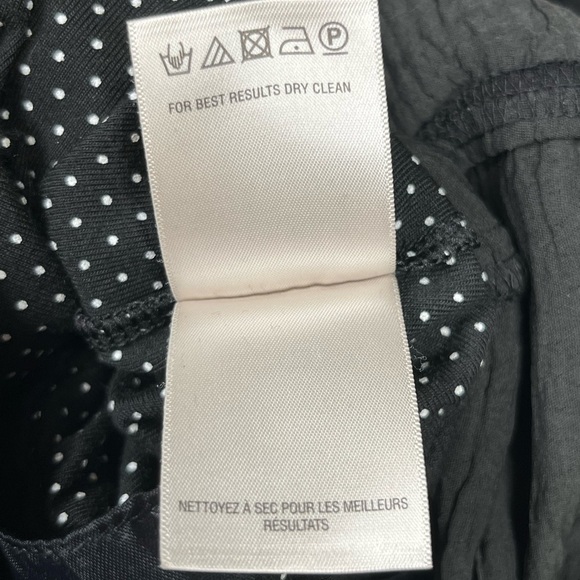 P
FOR BEST RESULTS DRY CLEAN
NETTOYEZ À SEC POUR LES MEILLEURS
RÉSULTATS